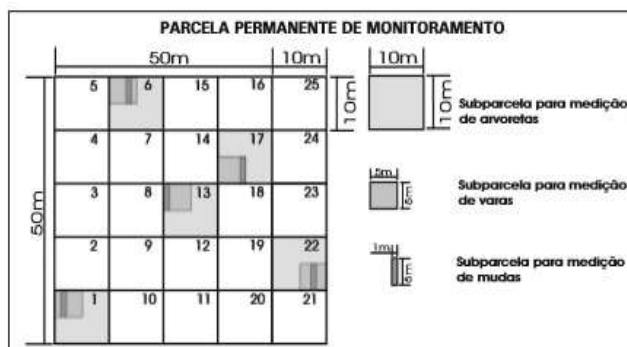 PARCELA PERMANENTE DE MONITORAMENTO
50m 10m 10m
5 6 15 16 25
10m
10m
Subparcela para medição
de arvoretas
4 7 14 17 24
50m
3 8 13 18 23
5m
5m
Subparcela para medição
de varas
2 9 12 19 22
1m
5m
Subparcela para medição
de mudas
1 10 11 20 21